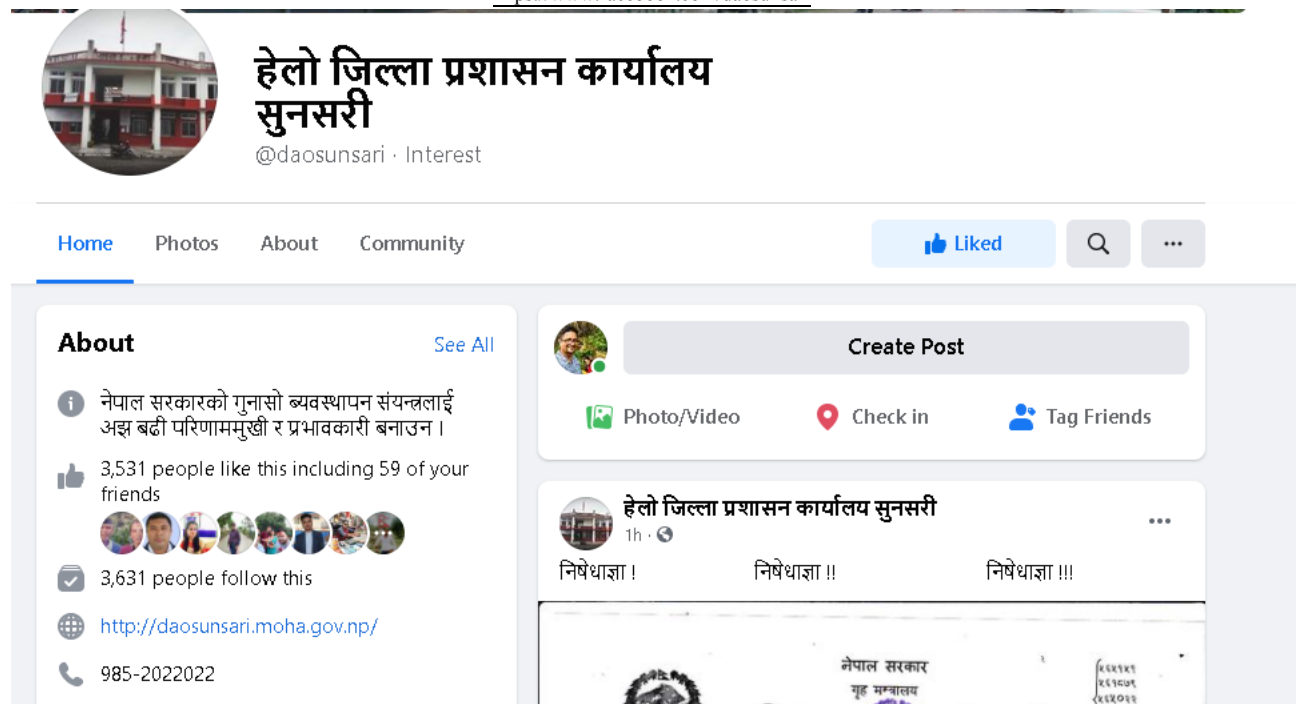 हेलो जिल्ला प्रशासन कार्यालय
सुनसरी
@daosunsari · Interest
Home Photos About Community Liked
About See All
नेपाल सरकारको गुनासो ब्यवस्थापन संयन्त्रलाई
अझ बढी परिणाममुखी र प्रभावकारी बनाउन ।
3,531 people like this including 59 of your
friends
3,631 people follow this
http://daosunsari.moha.gov.np/
985-2022022
Create Post
Photo/Video Check in Tag Friends
हेलो जिल्ला प्रशासन कार्यालय सुनसरी
1h ·
निषेधाज्ञा ! निषेधाज्ञा !! निषेधाज्ञा !!!
नेपाल सरकार
गृह मन्त्रालय